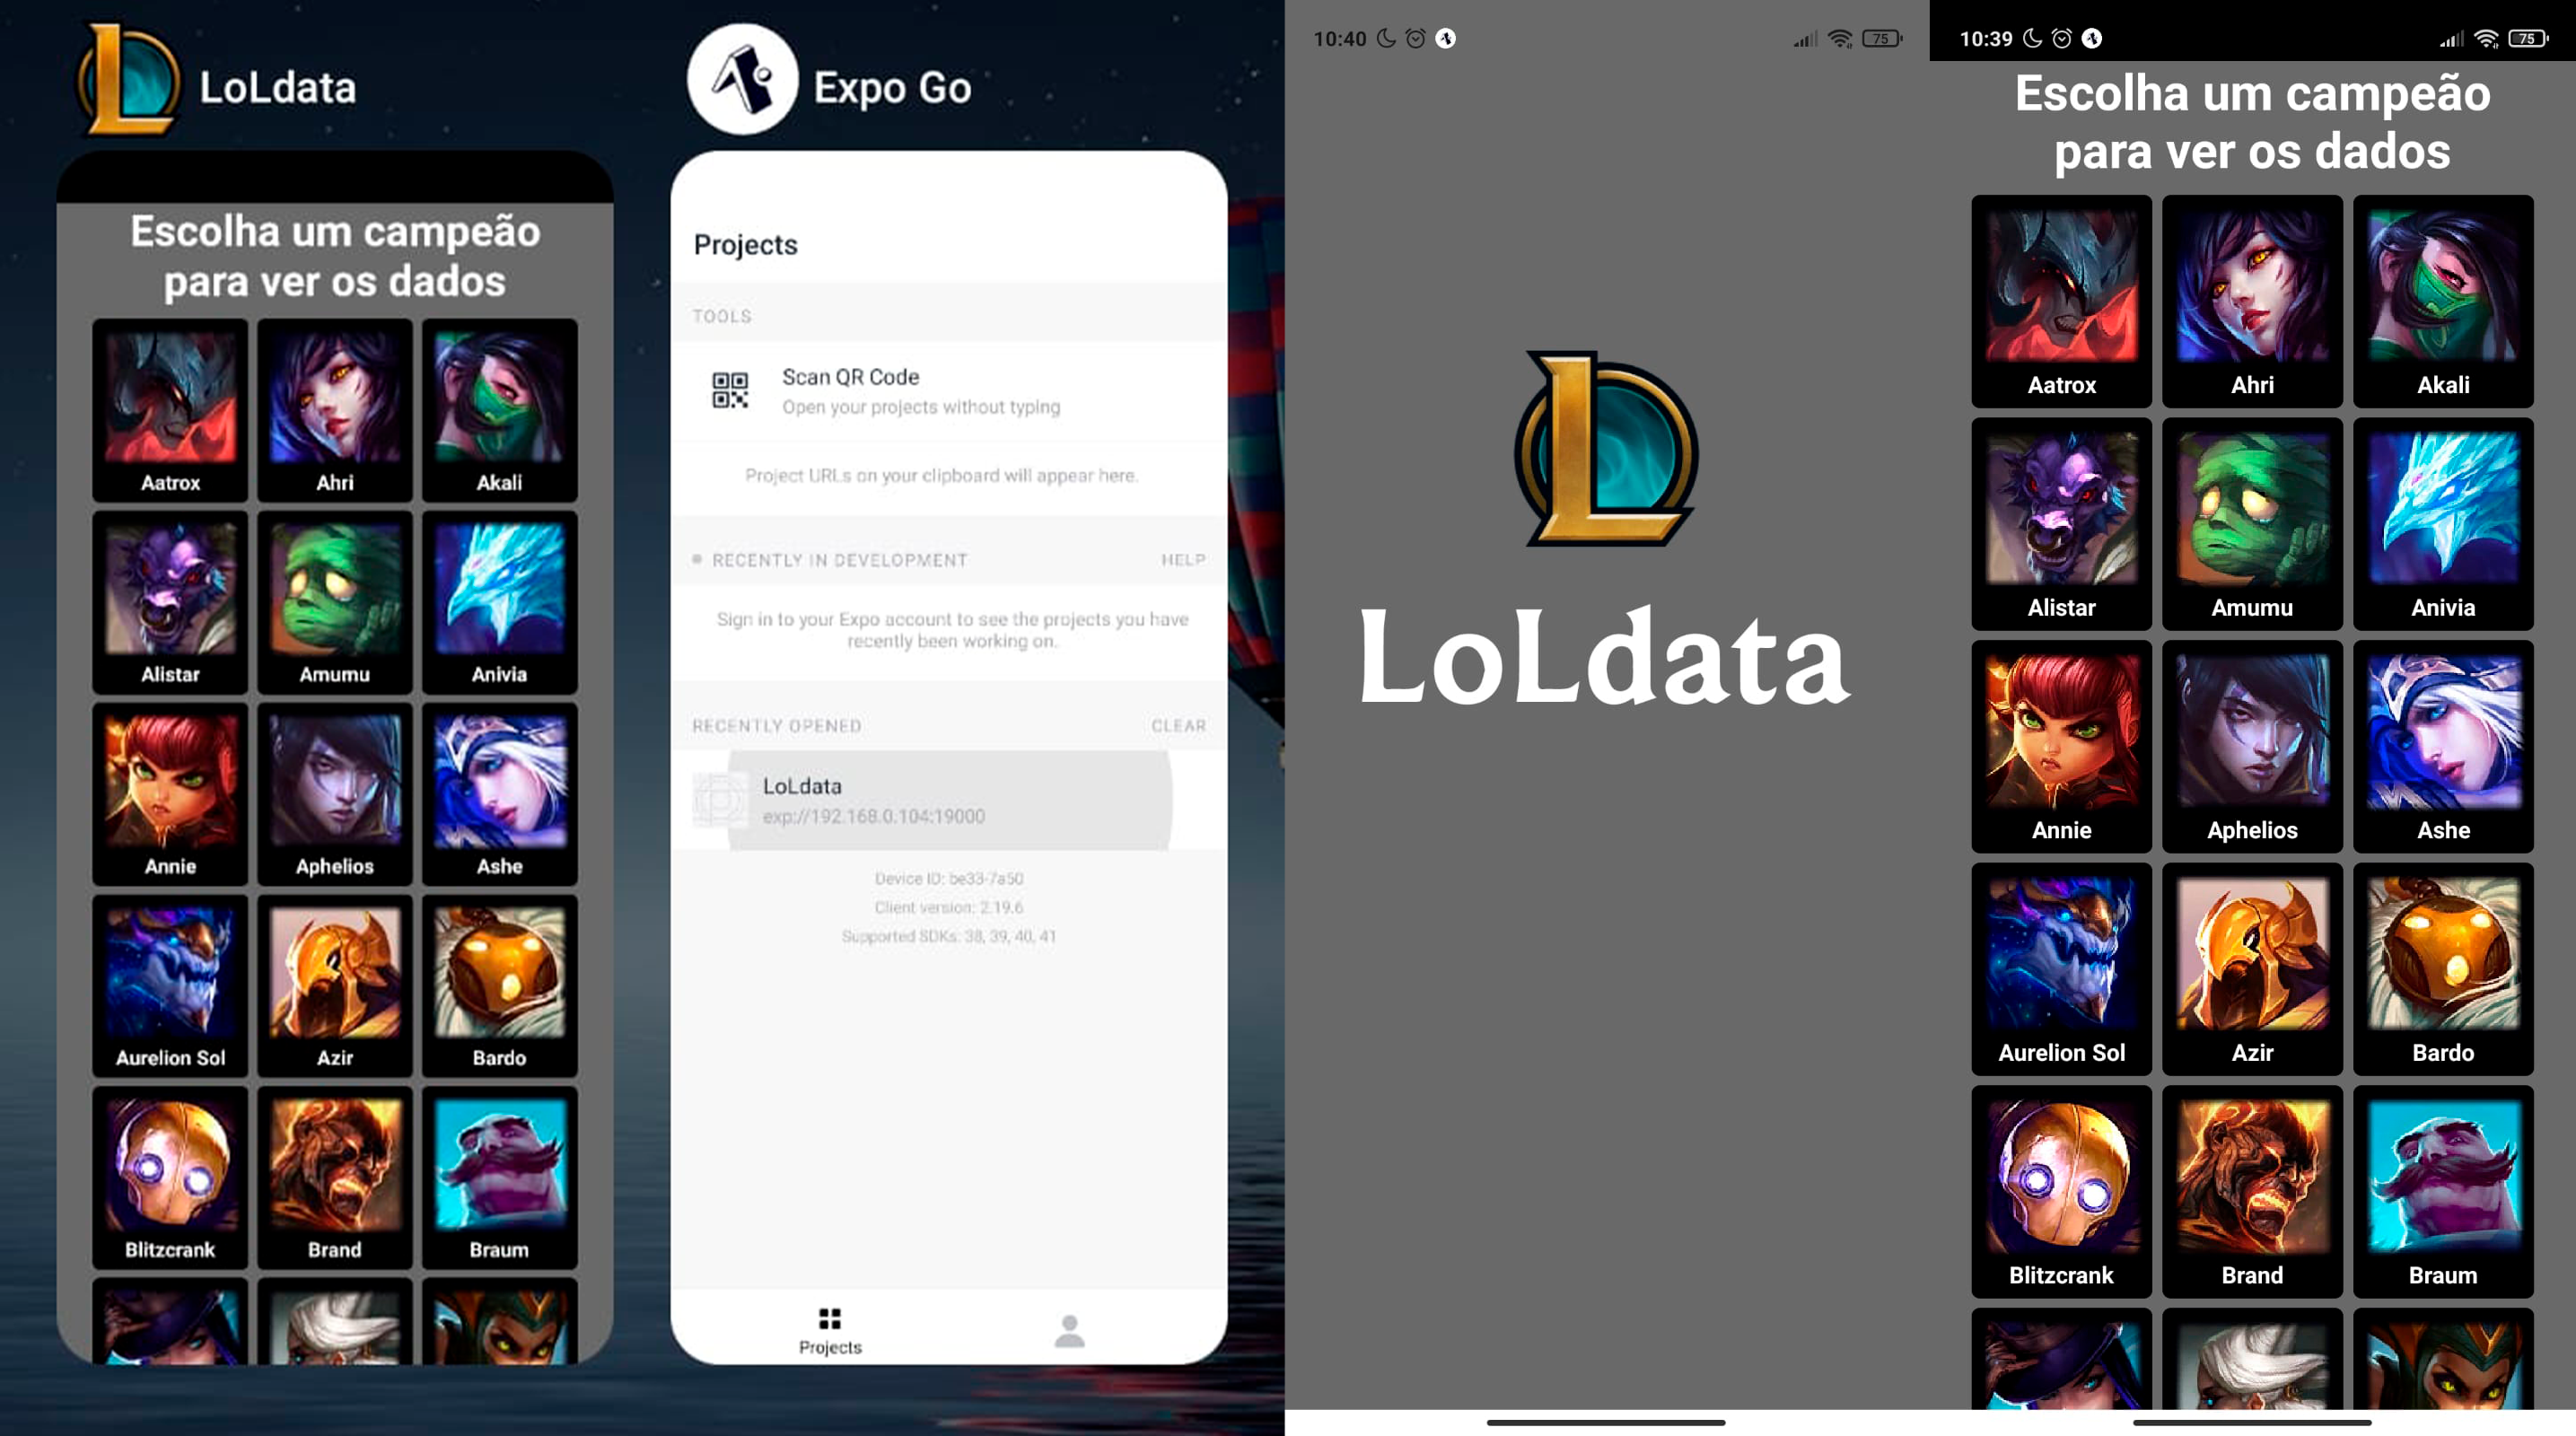 LoLdata
Escolha um campeão
para ver os dados
Aatrox
Ahri
Akali
Alistar
Amumu
Anivia
Annie
Aphelios
Ashe
Aurelion Sol
Azir
Bardo
Blitzcrank
Brand
Braum
Expo Go
Projects
TOOLS
Scan QR Code
Open your projects without typing
Project URLs on your clipboard will appear here.
RECENTLY IN DEVELOPMENT
HELP
Sign in to your Expo account to see the projects you have
recently been working on.
RECENTLY OPENED
CLEAR
LoLdata
exp://192.168.0.104:19000
Device ID: be33-7a50
Client version: 2.19.6
Supported SDKs: 38, 39, 40, 41
Projects
10:40
75
LoLdata
10:39
75
Escolha um campeão
para ver os dados
Aatrox
Ahri
Akali
Alistar
Amumu
Anivia
Annie
Aphelios
Ashe
Aurelion Sol
Azir
Bardo
Blitzcrank
Brand
Braum